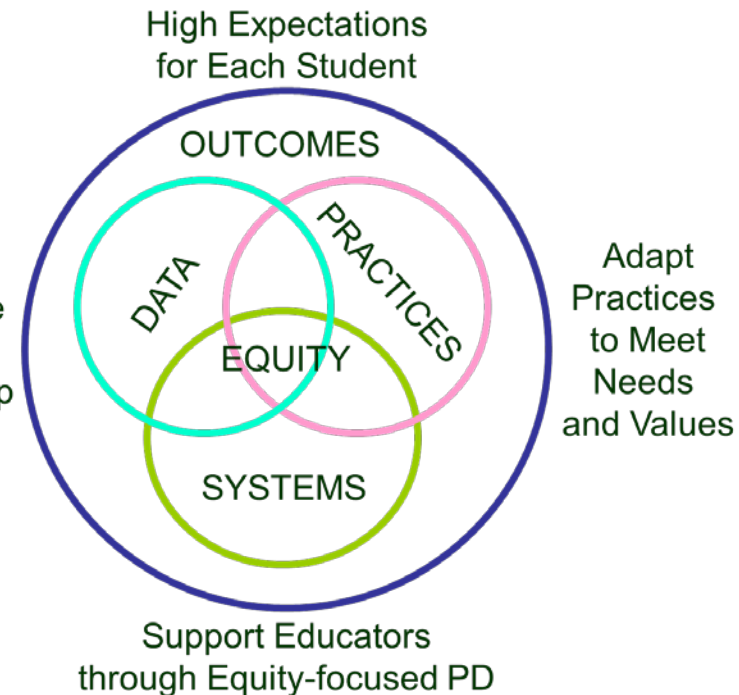 High Expectations
for Each Student
OUTCOMES
DATA
PRACTICES
EQUITY
SYSTEMS
Adapt
Practices
to Meet
Needs
and Values
Support Educators
through Equity-focused PD